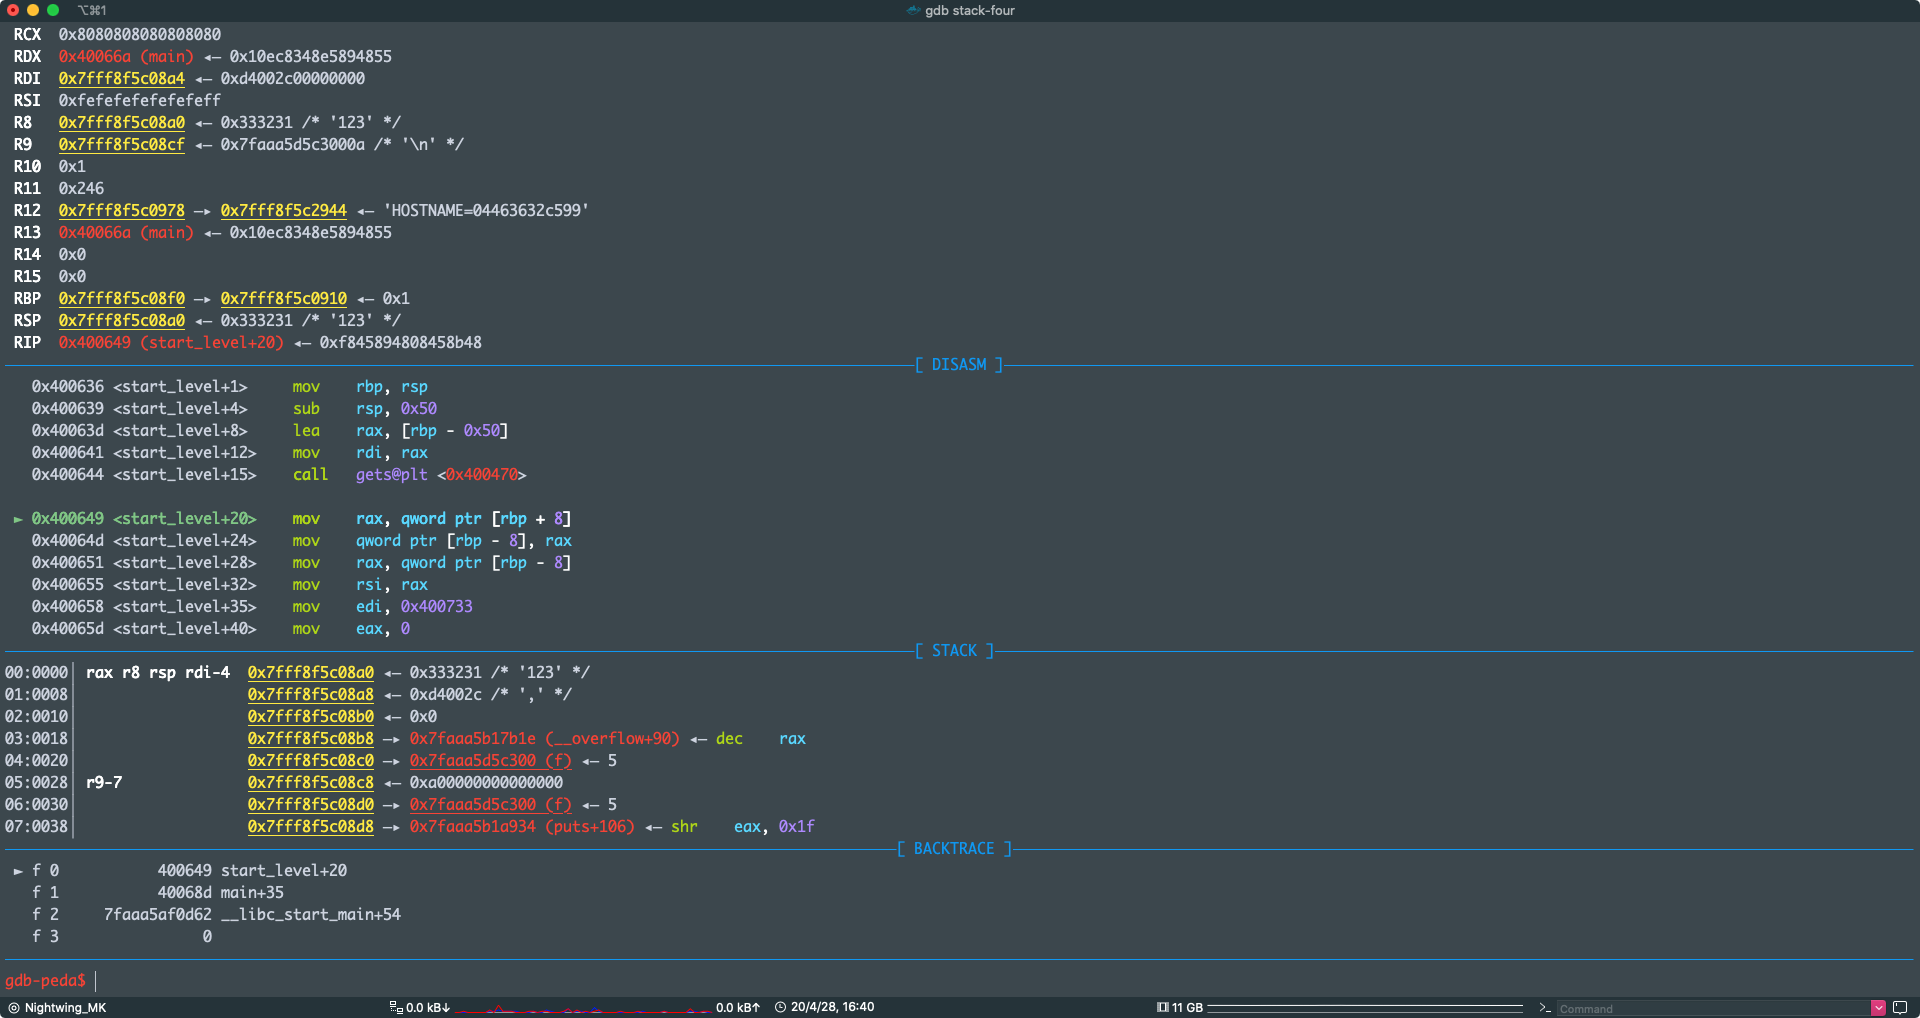 ⌥⌘1
gdb stack-four
RCX 0x8080808080808080
RDX 0x40066a (main) ◂— 0x10ec8348e5894855
RDI 0x7fff8f5c08a4 ◂— 0xd4002c00000000
RSI 0xfefefefefefefeff
R8 0x7fff8f5c08a0 ◂— 0x333231 /* '123' */
R9 0x7fff8f5c08cf ◂— 0x7faaa5d5c3000a /* '\n' */
R10 0x1
R11 0x246
R12 0x7fff8f5c0978 —▸ 0x7fff8f5c2944 ◂— 'HOSTNAME=04463632c599'
R13 0x40066a (main) ◂— 0x10ec8348e5894855
R14 0x0
R15 0x0
RBP 0x7fff8f5c08f0 —▸ 0x7fff8f5c0910 ◂— 0x1
RSP 0x7fff8f5c08a0 ◂— 0x333231 /* '123' */
RIP 0x400649 (start_level+20) ◂— 0xf845894808458b48
[ DISASM ]
0x400636 <start_level+1> mov rbp, rsp
0x400639 <start_level+4> sub rsp, 0x50
0x40063d <start_level+8> lea rax, [rbp - 0x50]
0x400641 <start_level+12> mov rdi, rax
0x400644 <start_level+15> call gets@plt <0x400470>
► 0x400649 <start_level+20> mov rax, qword ptr [rbp + 8]
0x40064d <start_level+24> mov qword ptr [rbp - 8], rax
0x400651 <start_level+28> mov rax, qword ptr [rbp - 8]
0x400655 <start_level+32> mov rsi, rax
0x400658 <start_level+35> mov edi, 0x400733
0x40065d <start_level+40> mov eax, 0
[ STACK ]
00:0000│ rax r8 rsp rdi-4 0x7fff8f5c08a0 ◂— 0x333231 /* '123' */
01:0008│ 0x7fff8f5c08a8 ◂— 0xd4002c /* ',' */
02:0010│ 0x7fff8f5c08b0 ◂— 0x0
03:0018│ 0x7fff8f5c08b8 —▸ 0x7faaa5b17b1e (__overflow+90) ◂— dec rax
04:0020│ 0x7fff8f5c08c0 —▸ 0x7faaa5d5c300 (f) ◂— 5
05:0028│ r9-7 0x7fff8f5c08c8 ◂— 0xa00000000000000
06:0030│ 0x7fff8f5c08d0 —▸ 0x7faaa5d5c300 (f) ◂— 5
07:0038│ 0x7fff8f5c08d8 —▸ 0x7faaa5b1a934 (puts+106) ◂— shr eax, 0x1f
[ BACKTRACE ]
► f 0 400649 start_level+20
f 1 40068d main+35
f 2 7faaa5af0d62 __libc_start_main+54
f 3 0
gdb-peda$
Nightwing_MK 0.0 kB↓ 0.0 kB↑ 20/4/28, 16:40 11 GB >_ Command